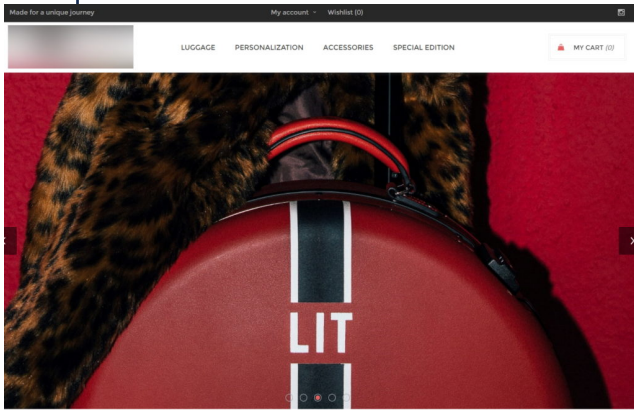 Made for a unique journey
My account
Wishlist (0)
LUGGAGE
PERSONALIZATION
ACCESSORIES
SPECIAL EDITION
MY CART (0)
LIT